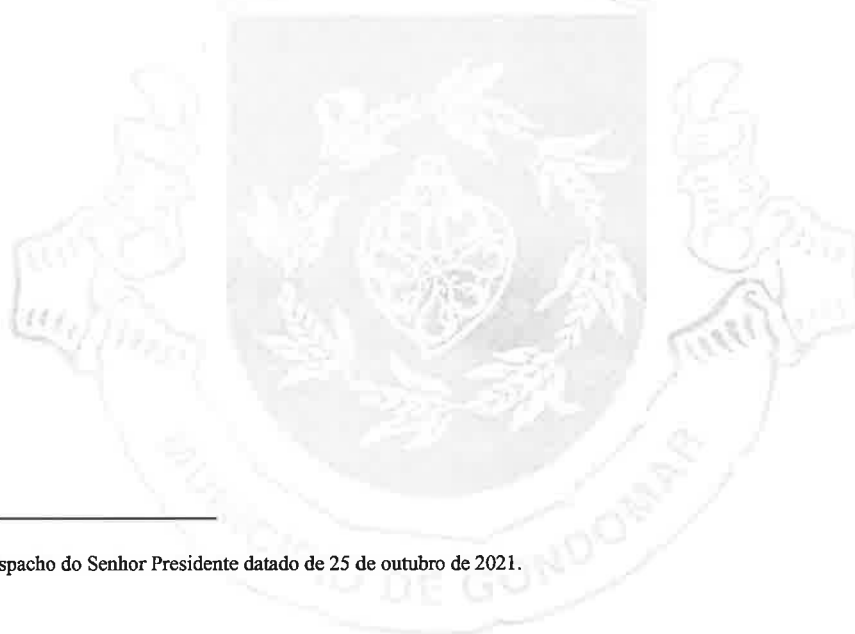 spacho do Senhor Presidente datado de 25 de outubro de 2021.
MUNICÍPIO DE GONDOMAR